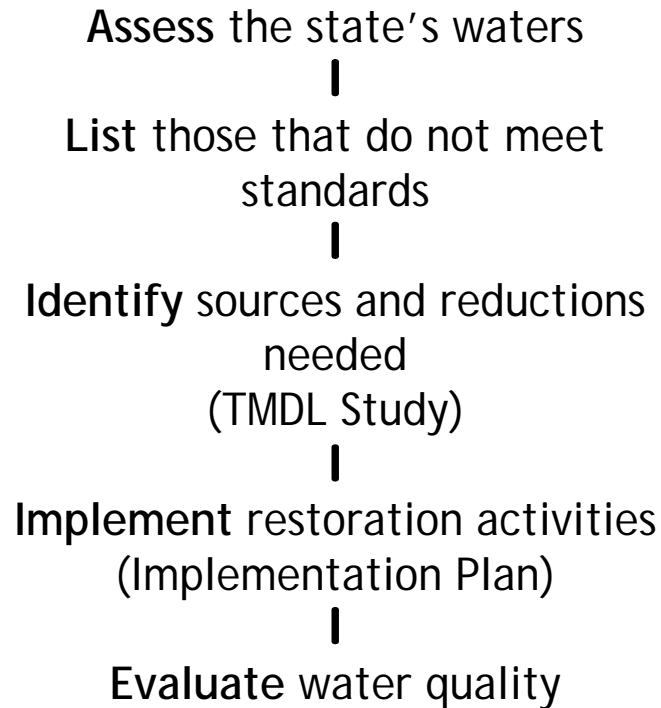 Assess the state’s waters
List those that do not meet
standards
Identify sources and reductions
needed
(TMDL Study)
Implement restoration activities
(Implementation Plan)
Evaluate water quality